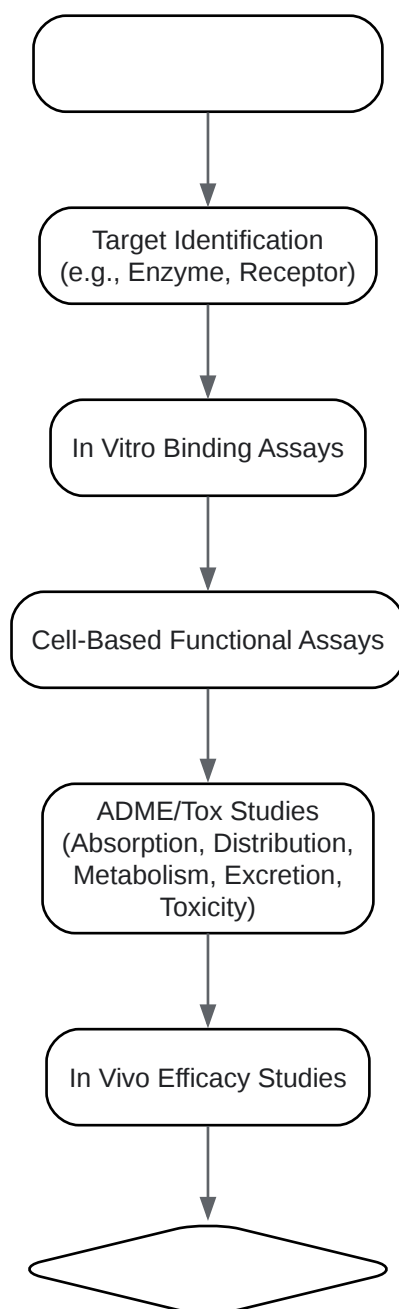 Target Identification
(e.g., Enzyme, Receptor)
In Vitro Binding Assays
Cell-Based Functional Assays
ADME/Tox Studies
(Absorption, Distribution,
Metabolism, Excretion,
Toxicity)
In Vivo Efficacy Studies